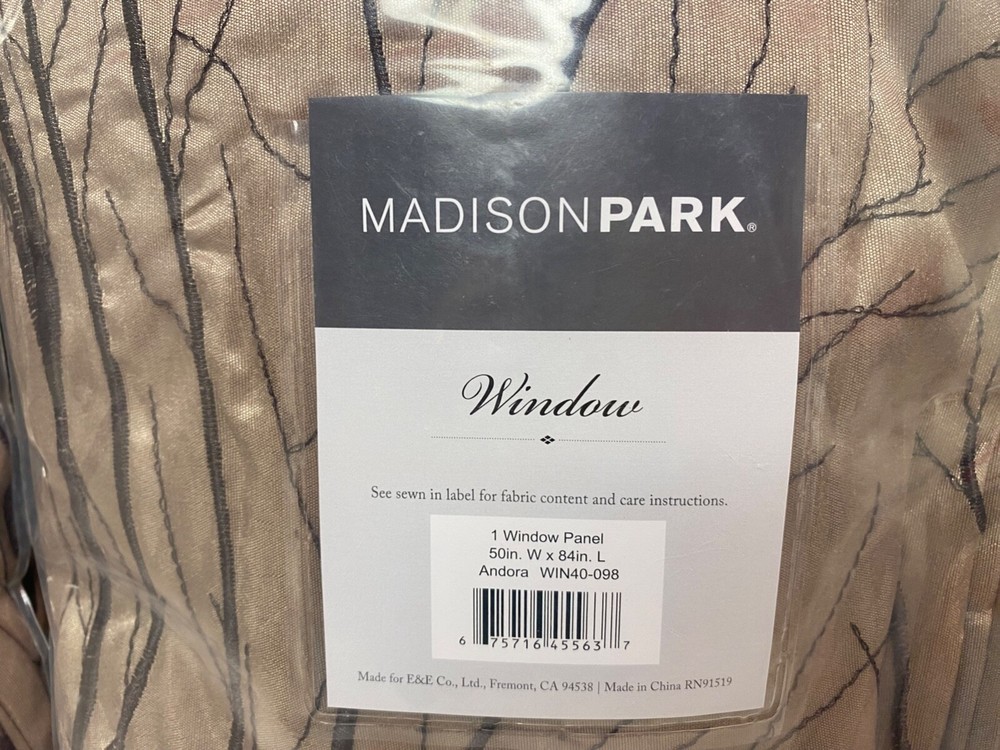 MADISONPARK®
Window
See sewn in label for fabric content and care instructions.
1 Window Panel
50in. W x 84in. L
Andora WIN40-098
6 75716 45563 7
Made for E&E Co., Ltd., Fremont, CA 94538 | Made in China RN91519